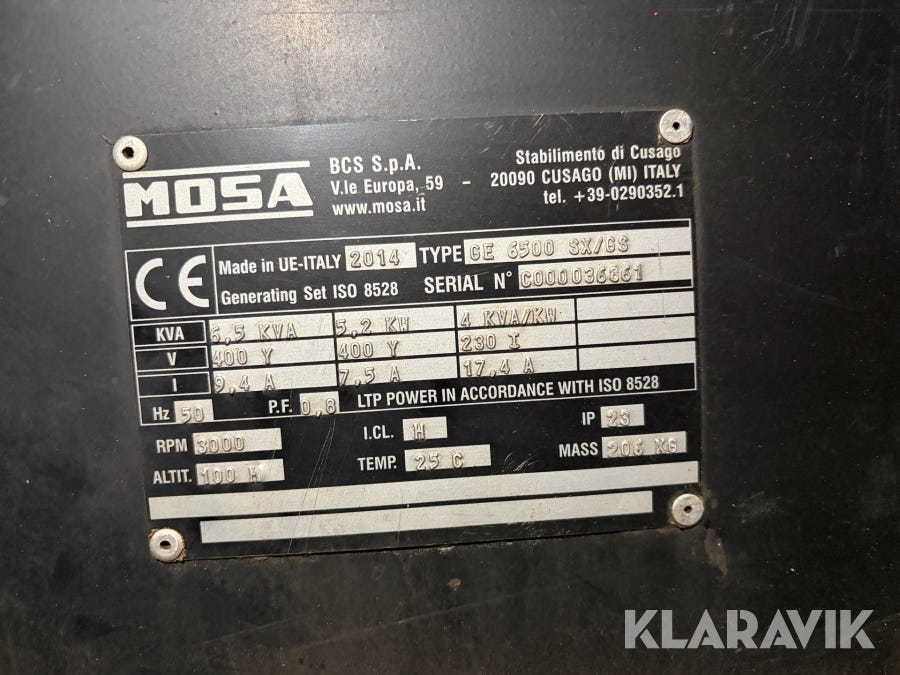 MOSA
BCS S.p.A.
V.le Europa, 59 - 
www.mosa.it
Stabilimento di Cusago
20090 CUSAGO (MI) ITALY
tel. +39-0290352.1
CE
Made in UE-ITALY 2014 TYPE GE 6500 SX/GS
Generating Set ISO 8528 SERIAL N°
KVA 6,5 KVA 5,2 KW 4 KVA/KW
V 400 Y 400 Y 230 I
I 9,4 A 7,5 A 17,4 A
Hz 50 P.F. 0,8 LTP POWER IN ACCORDANCE WITH ISO 8528
RPM 3000 I.CL. H IP 23
ALTIT. 100 M TEMP. 25 C MASS KG
KLARAVIK